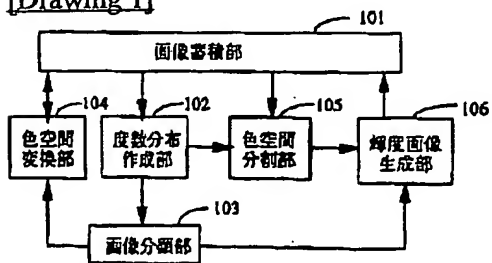 [Drawing 1]
101
画像蓄積部
104
102
105
106
色空間
変換部
度数分布
作成部
色空間
分割部
輝度画像
生成部
103
画像分類部